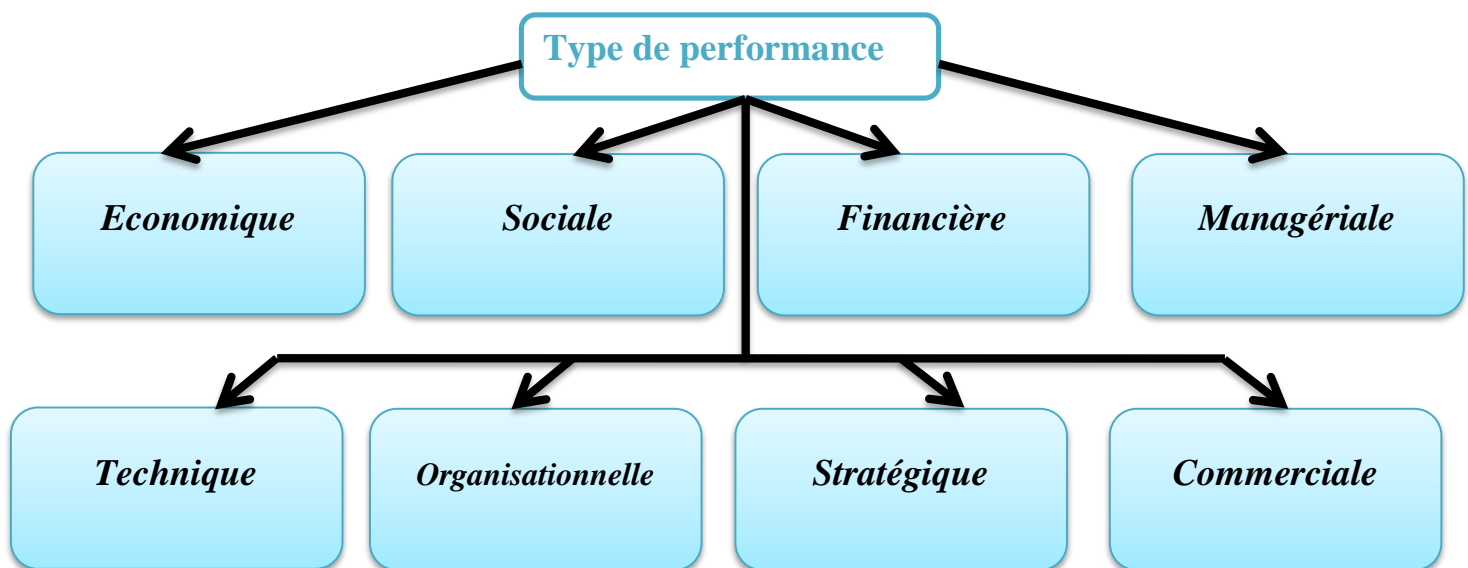 Type de performance
Economique
Sociale
Financière
Managériale
Technique
Organisationnelle
Stratégique
Commerciale